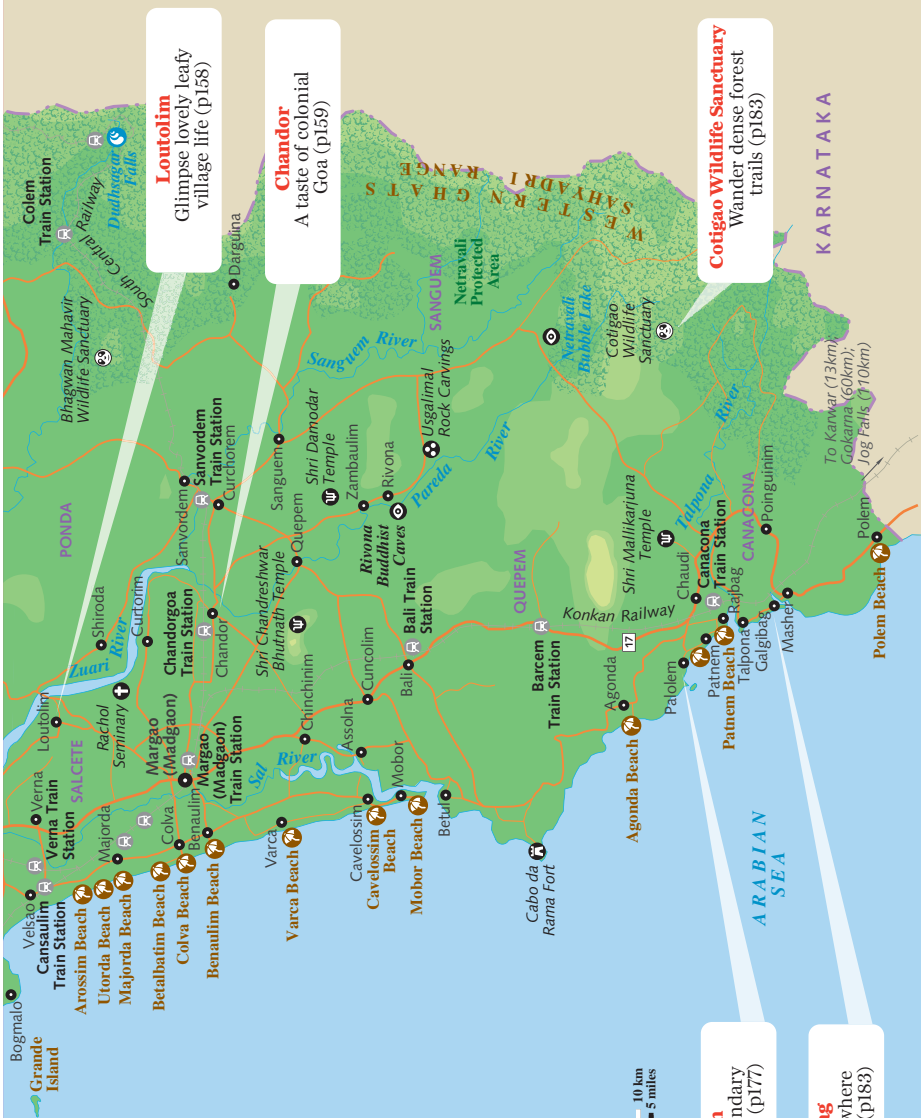 Loutolim
Glimpse lovely leafy
village life (p158)
Chandor
A taste of colonial
Goa (p159)
Cotigao Wildlife Sanctuary
Wander dense forest
trails (p183)
KARNATAKA
WESTERN GHATS
SAHYADRI RANGE
Colem
Train Station
Dudhsagar
Falls
South Central Railway
Bhagwan Mahavir
Wildlife Sanctuary
Darguina
SANGUEM
Netravali
Protected
Area
Sanguem River
Netravadi
Bubble Lake
Cotigao
Wildlife
Sanctuary
PONDA
Sanvordem
Sanvordem
Train Station
Curchorem
Sanguem
Shri Damodar
Temple
Zambaulim
Rivona
Usgalimal
Rock Carvings
Rivona
Buddhist
Caves
Pareda
River
Quepem
Shri Chandreshwar
Bhutnath Temple
Shiroda
Zuari River
Curtorim
Chandorgoa
Train Station
Chandor
Loutolim
Rachol
Seminary
SALCETE
Margao
(Madgaon)
Margao
(Madgaon)
Train Station
Verna
Verna Train
Station
Velsao
Cansaulim
Train Station
Majorda
Colva
Benaulim
Arossim Beach
Utorda Beach
Majorda Beach
Betalbatim Beach
Colva Beach
Benaulim Beach
Varca
Varca Beach
Sal
River
Chinchinim
Assolna
Cuncolim
Bali
Bali Train
Station
Cavelossim
Cavelossim
Beach
Mobor
Mobor Beach
Betul
Cabo da
Rama Fort
QUEPEM
Barcem
Train Station
Konkan Railway
17
Agonda
Agonda Beach
Shri Mallikarjuna
Temple
Talpona
River
Chaudi
Canacona
Train Station
CANACONA
Palolem
Patnem
Patnem Beach
Rajbag
Talpona
Galgibag
Masher
Poinguinim
Polem
Polem Beach
To Karwar (13km);
Gokarna (60km);
Jog Falls (110km)
ARABIAN
SEA
Bogmalo
Grande
Island
10 km
5 miles
n
dary
(p177)
g
where
(p183)